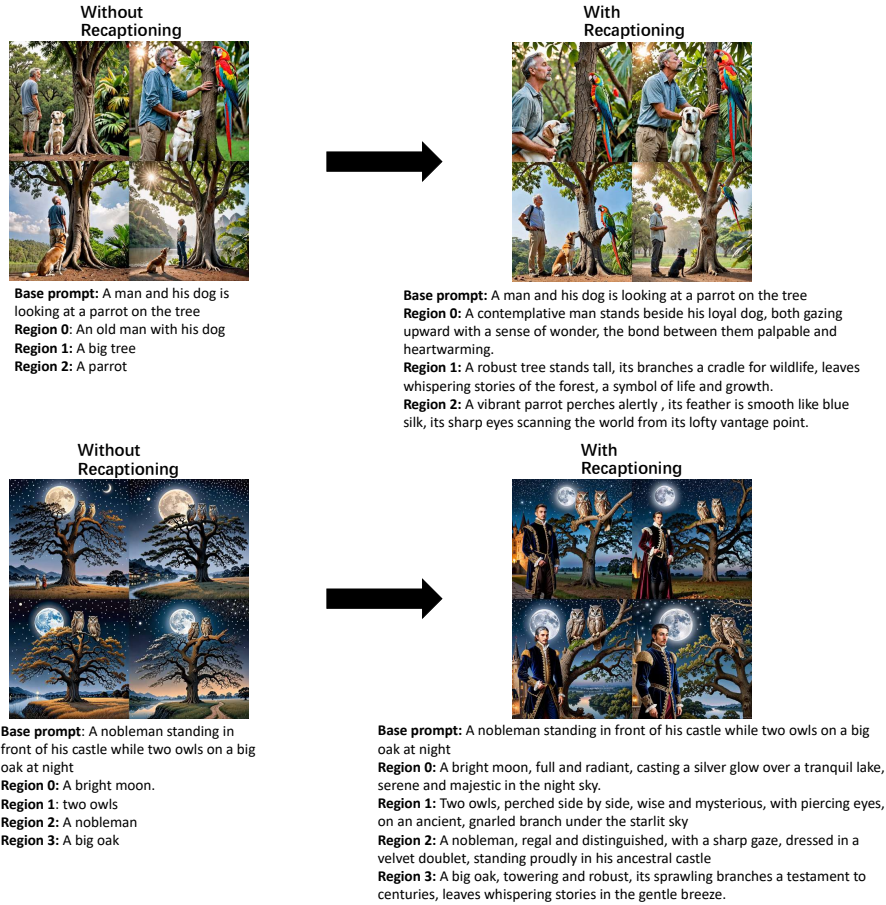 Without
Recaptioning
With
Recaptioning
Base prompt: A man and his dog is
looking at a parrot on the tree
Region 0: An old man with his dog
Region 1: A big tree
Region 2: A parrot
Base prompt: A man and his dog is looking at a parrot on the tree
Region 0: A contemplative man stands beside his loyal dog, both gazing
upward with a sense of wonder, the bond between them palpable and
heartwarming.
Region 1: A robust tree stands tall, its branches a cradle for wildlife, leaves
whispering stories of the forest, a symbol of life and growth.
Region 2: A vibrant parrot perches alertly , its feather is smooth like blue
silk, its sharp eyes scanning the world from its lofty vantage point.
Without
Recaptioning
With
Recaptioning
Base prompt: A nobleman standing in
front of his castle while two owls on a big
oak at night
Region 0: A bright moon.
Region 1: two owls
Region 2: A nobleman
Region 3: A big oak
Base prompt: A nobleman standing in front of his castle while two owls on a big
oak at night
Region 0: A bright moon, full and radiant, casting a silver glow over a tranquil lake,
serene and majestic in the night sky.
Region 1: Two owls, perched side by side, wise and mysterious, with piercing eyes,
on an ancient, gnarled branch under the starlit sky
Region 2: A nobleman, regal and distinguished, with a sharp gaze, dressed in a
velvet doublet, standing proudly in his ancestral castle
Region 3: A big oak, towering and robust, its sprawling branches a testament to
centuries, leaves whispering stories in the gentle breeze.